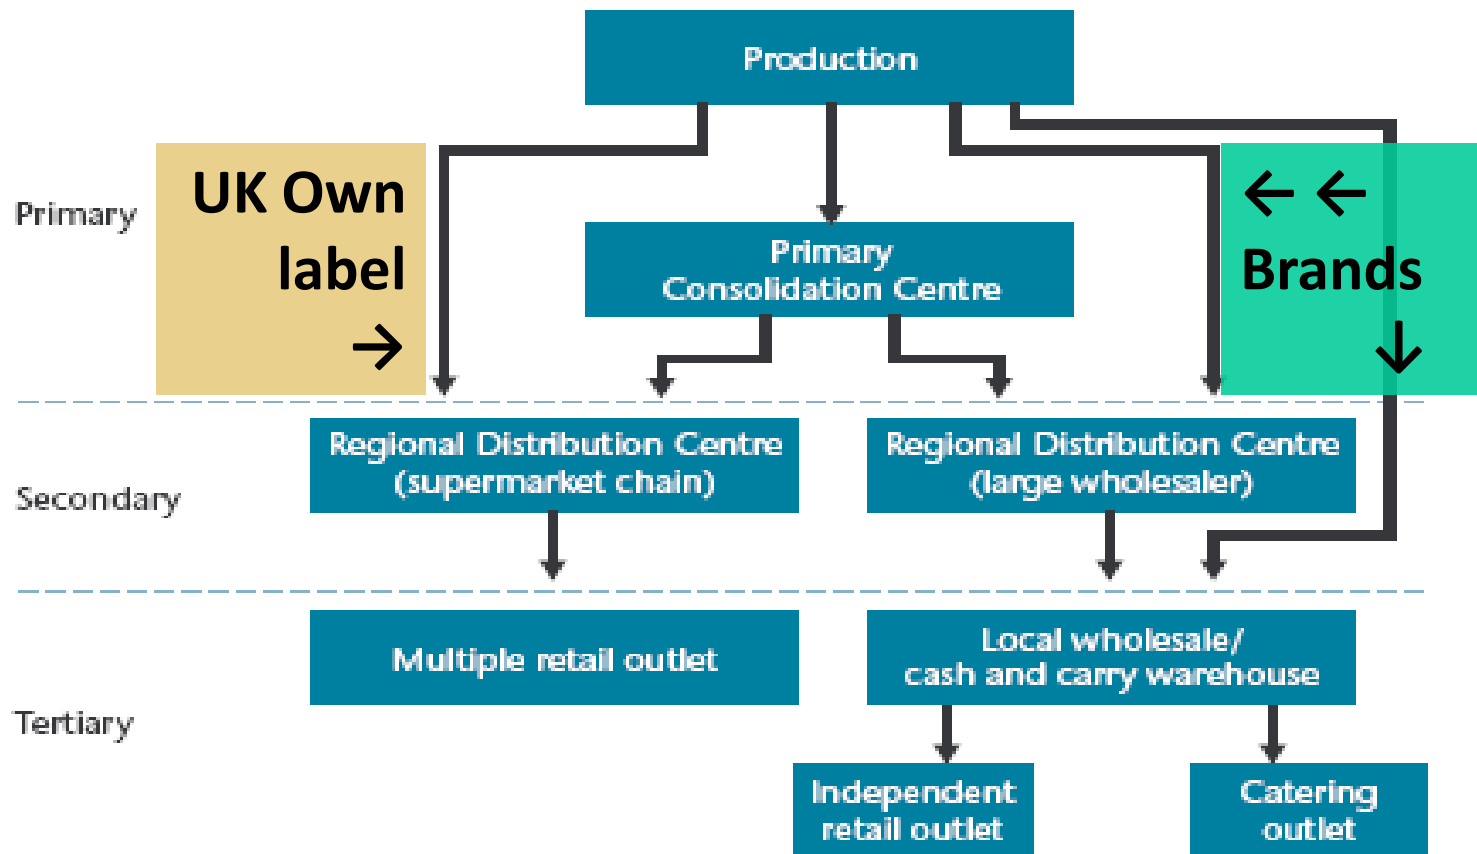 Production
UK Own
label
→
← ←
Brands
↓
Primary
Primary
Consolidation Centre
Regional Distribution Centre
(supermarket chain)
Regional Distribution Centre
(large wholesaler)
Secondary
Multiple retail outlet
Local wholesale/
cash and carry warehouse
Tertiary
Independent
retail outlet
Catering
outlet